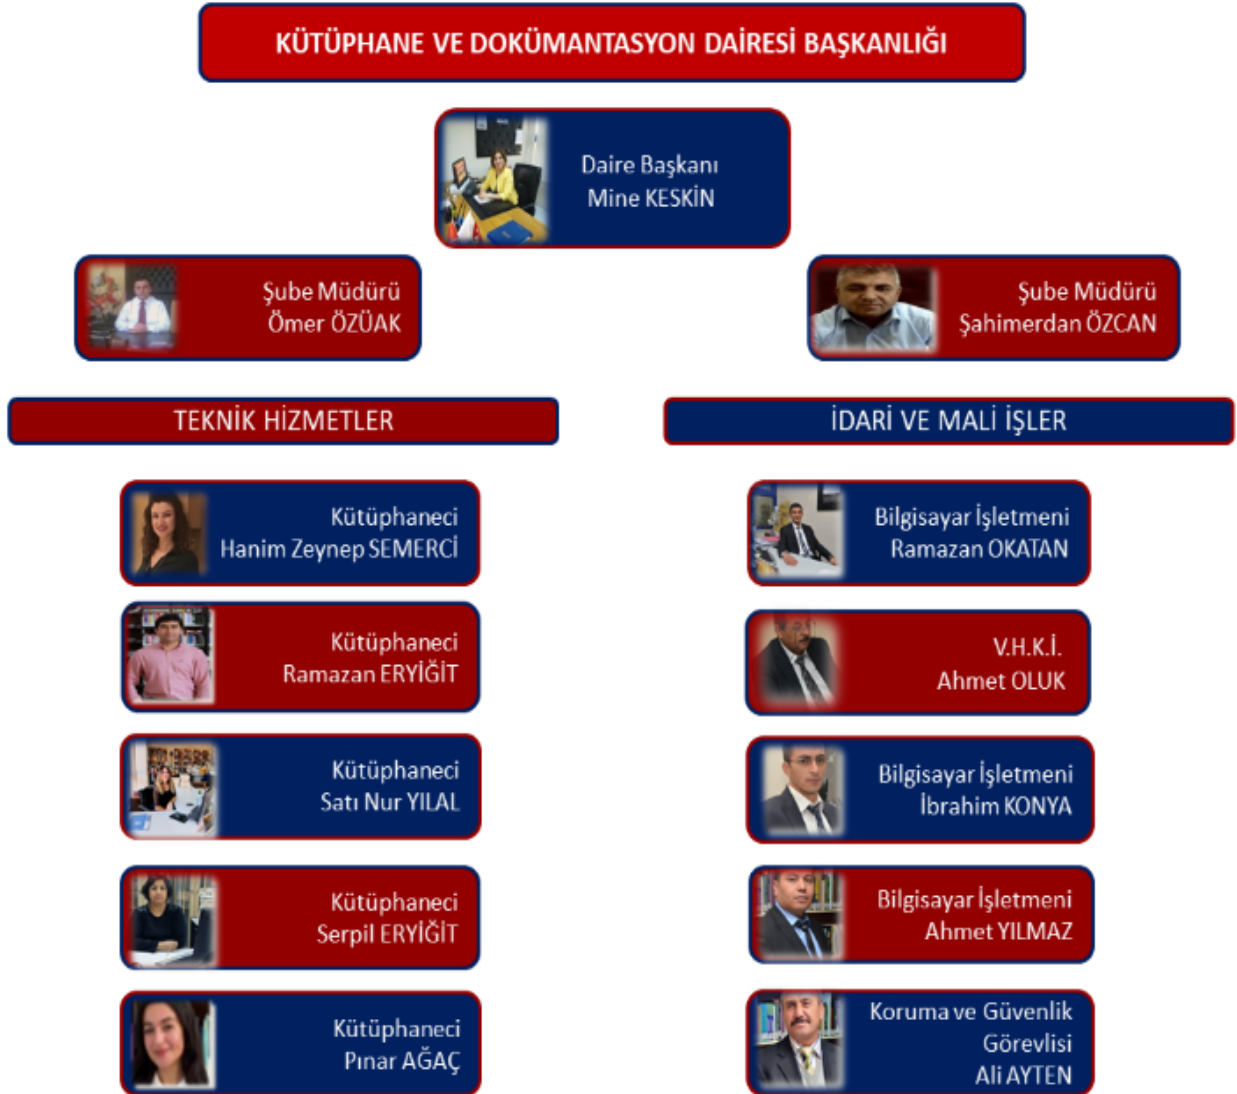 KÜTÜPHANE VE DOKÜMANTASYON DAİRESİ BAŞKANLIĞI
Daire Başkanı
Mine KESKİN
Şube Müdürü
Ömer ÖZÜAK
Şube Müdürü
Şahimerdan ÖZCAN
TEKNİK HİZMETLER
Kütüphaneci
Hanim Zeynep SEMERCİ
Kütüphaneci
Ramazan ERYİĞİT
Kütüphaneci
Satı Nur YILAL
Kütüphaneci
Serpil ERYİĞİT
Kütüphaneci
Pınar AĞAÇ
İDARİ VE MALİ İŞLER
Bilgisayar İşletmeni
Ramazan OKATAN
V.H.K.İ.
Ahmet OLUK
Bilgisayar İşletmeni
İbrahim KONYA
Bilgisayar İşletmeni
Ahmet YILMAZ
Koruma ve Güvenlik
Görevlisi
Ali AYTEN